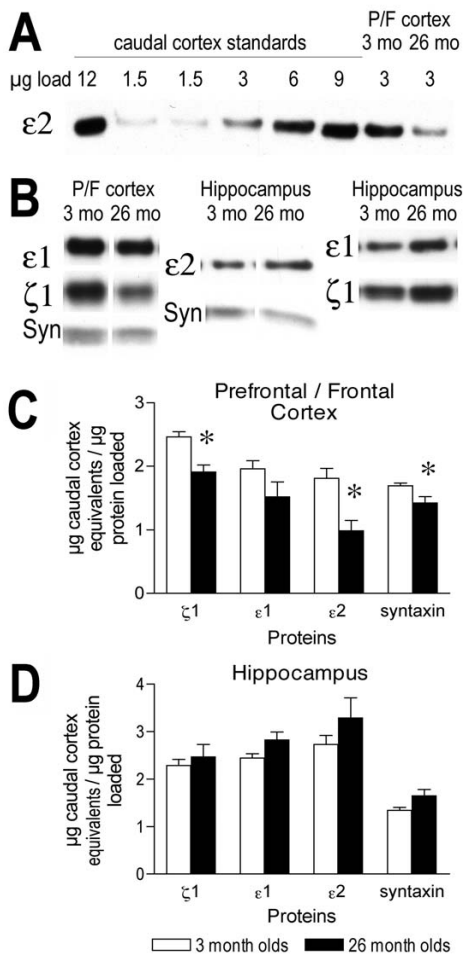 A
P/F cortex
caudal cortex standards 3 mo 26 mo
µg load 12 1.5 1.5 3 6 9 3 3
ε2
B
P/F cortex Hippocampus Hippocampus
3 mo 26 mo 3 mo 26 mo 3 mo 26 mo
ε1 ε2 ε1
ζ1 Syn ζ1
Syn
C
Prefrontal / Frontal
Cortex
µg caudal cortex
equivalents / µg
protein loaded
3
2
1
0
* * *
ζ1 ε1 ε2 syntaxin
Proteins
D
Hippocampus
µg caudal cortex
equivalents / µg protein
loaded
4
3
2
1
0
ζ1 ε1 ε2 syntaxin
Proteins
3 month olds 26 month olds